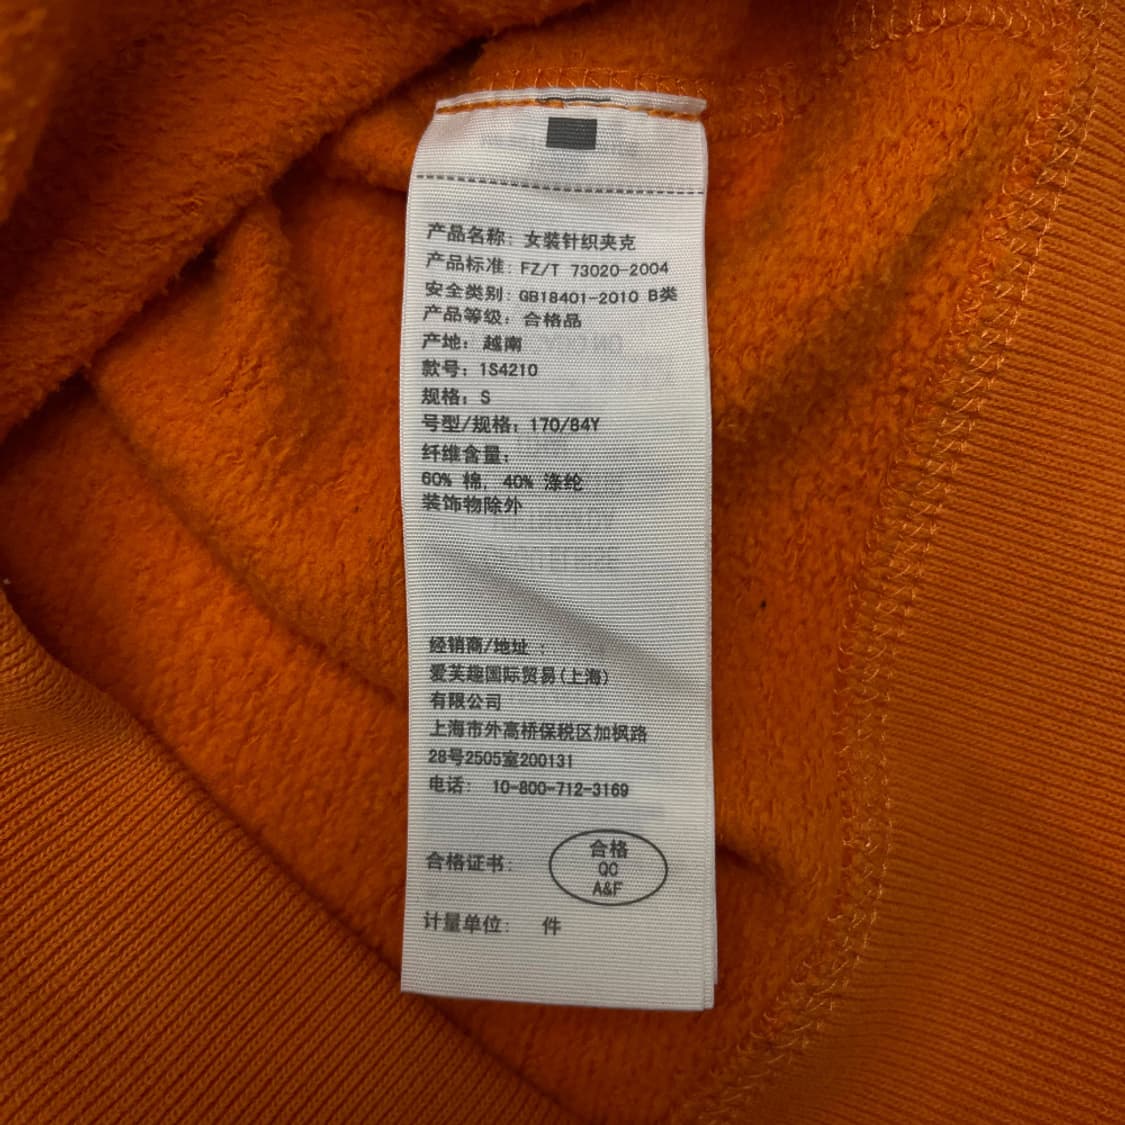 产品名称: 女装针织夹克
产品标准: FZ/T 73020-2004
安全类别: GB18401-2010 B类
产品等级: 合格品
产地: 越南
款号: 1S4210
规格: S
号型/规格: 170/84Y
纤维含量:
60% 棉, 40% 涤纶
装饰物除外
经销商/地址 :
爱芙趣国际贸易(上海)
有限公司
上海市外高桥保税区加枫路
28号2505室200131
电话: 10-800-712-3169
合格证书:
合格
QC
A&F
计量单位: 件